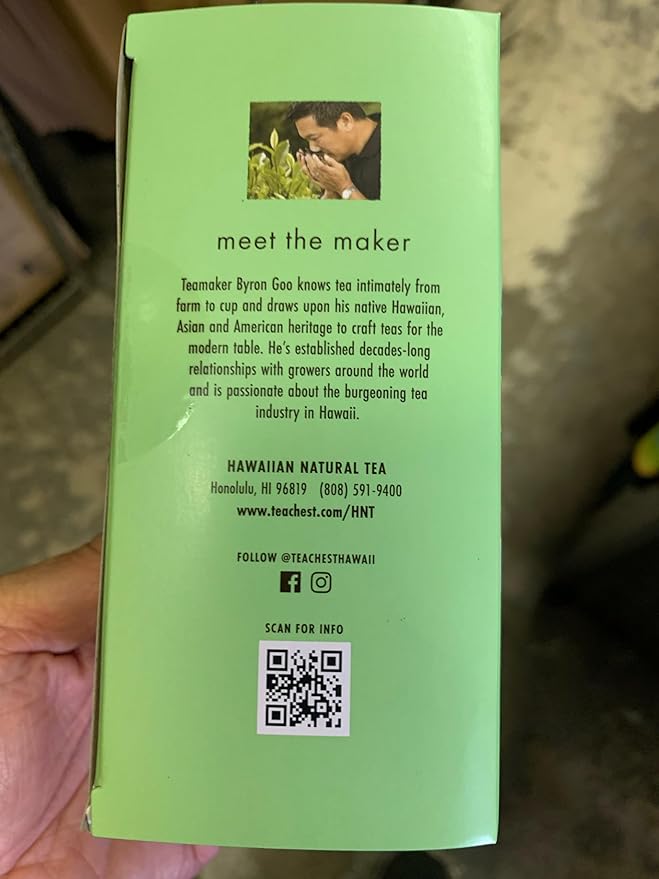 meet the maker
Teamaker Byron Goo knows tea intimately from
farm to cup and draws upon his native Hawaiian,
Asian and American heritage to craft teas for the
modern table. He's established decades-long
relationships with growers around the world
and is passionate about the burgeoning tea
industry in Hawaii.
HAWAIIAN NATURAL TEA
Honolulu, HI 96819 (808) 591-9400
www.teachest.com/HNT
FOLLOW @TEACHESTHAWAII
SCAN FOR INFO